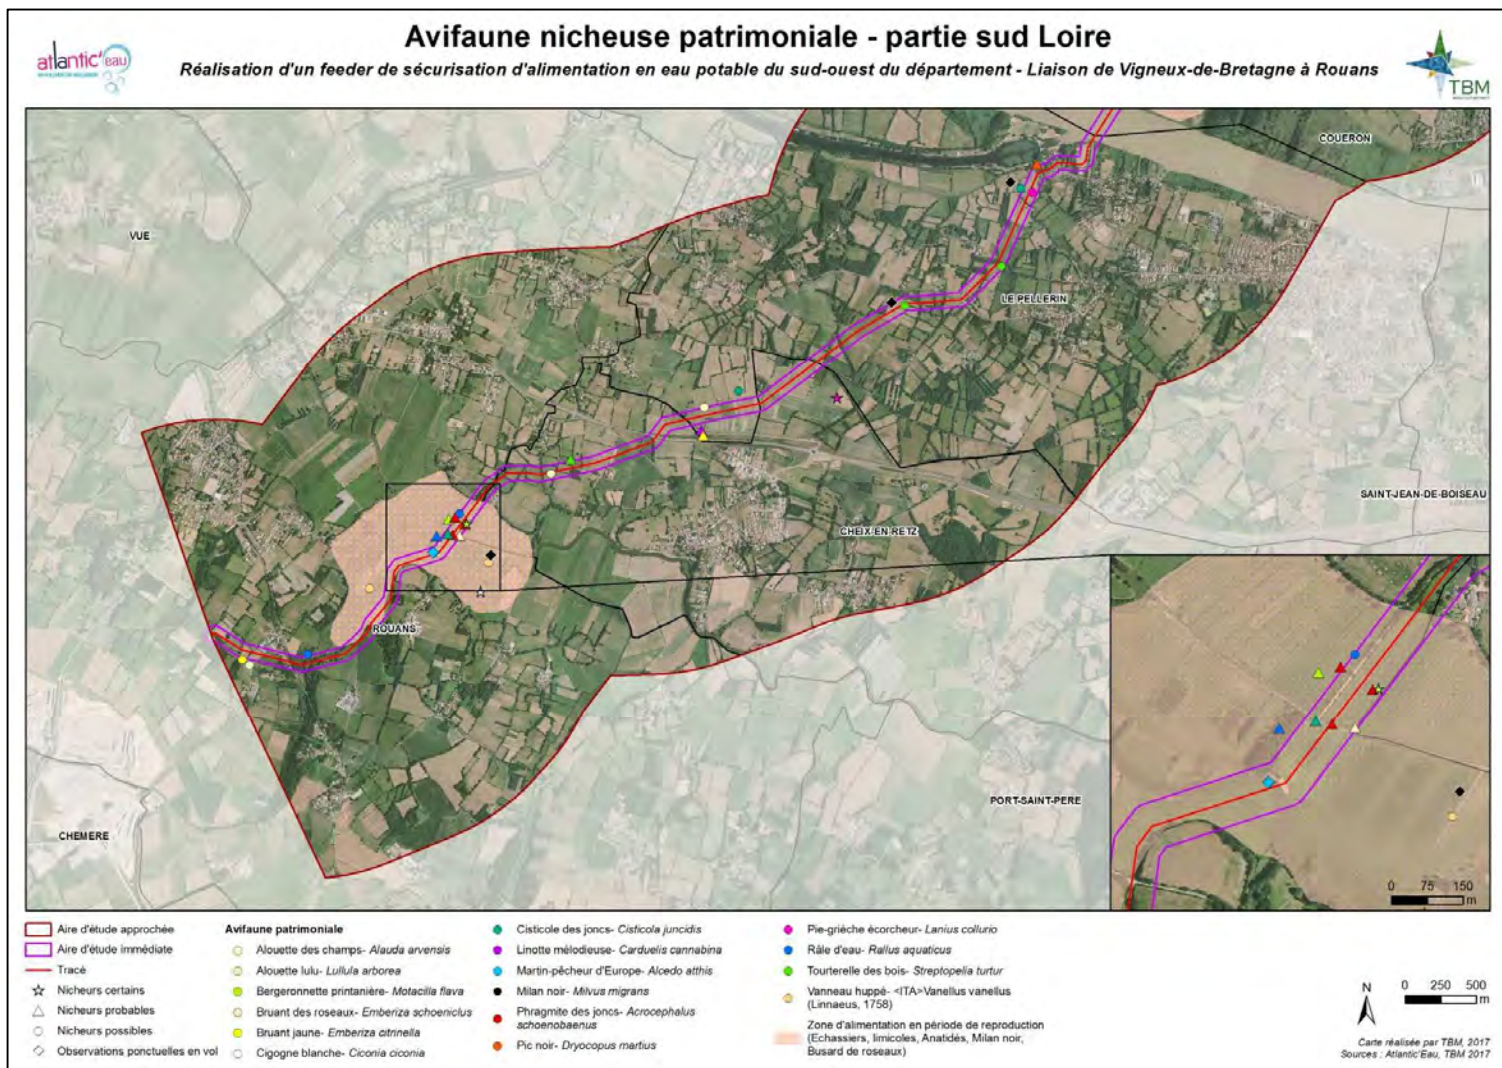 Avifaune nicheuse patrimoniale - partie sud Loire
Réalisation d'un feeder de sécurisation d'alimentation en eau potable du sud-ouest du département - Liaison de Vigneux-de-Bretagne à Rouans
atlantic'eau
TBM
COUERON
VUE
LE PELLERIN
SAINT-JEAN-DE-BOISEAU
CHEIX-EN-RETZ
ROUANS
PORT-SAINT-PERE
CHEMERE
0 75 150
m
Aire d'étude approchée
Aire d'étude immédiate
Tracé
Nicheurs certains
Nicheurs probables
Nicheurs possibles
Observations ponctuelles en vol
Avifaune patrimoniale
Alouette des champs- Alauda arvensis
Alouette lulu- Lullula arborea
Bergeronnette printanière- Motacilla flava
Bruant des roseaux- Emberiza schoeniclus
Bruant jaune- Emberiza citrinella
Cigogne blanche- Ciconia ciconia
Cisticole des joncs- Cisticola juncidis
Linotte mélodieuse- Carduelis cannabina
Martin-pêcheur d'Europe- Alcedo atthis
Milan noir- Milvus migrans
Phragmite des joncs- Acrocephalus
schoenobaenus
Pic noir- Dryocopus martius
Pie-grièche écorcheur- Lanius collurio
Râle d'eau- Rallus aquaticus
Tourterelle des bois- Streptopelia turtur
Vanneau huppé- <ITA>Vanellus vanellus
(Linnaeus, 1758)
Zone d'alimentation en période de reproduction
(Echassiers, limicoles, Anatidés, Milan noir,
Busard de roseaux)
N
0 250 500
m
Carte réalisée par TBM, 2017
Sources : Atlantic'Eau, TBM 2017